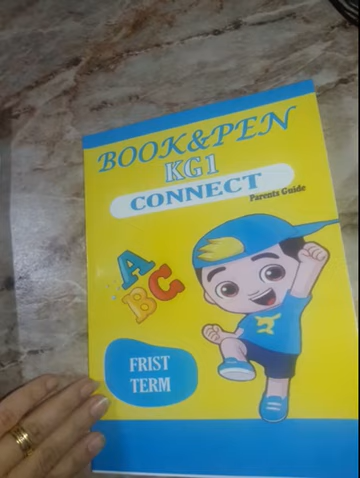 BOOK&PEN
KG1
CONNECT
Parents Guide
A
B C
FRIST
TERM